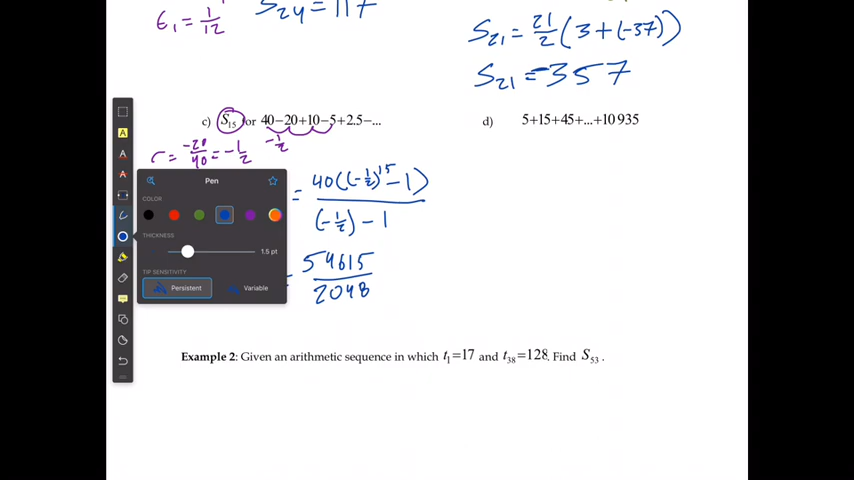 t₁ = 1/12
S₂₄ = 117
S₂₁ = 21/2 (3 + (-37))
S₂₁ = -357
c) S₁₅ for 40−20+10−5+2.5−...
r = -20/40 = -1/2
-1/2
= 40((-1/2)¹⁵ - 1) / (-1/2) - 1
= 54615/2048
d) 5+15+45+...+10 935
Pen
COLOR
THICKNESS
1.5 pt
TIP SENSITIVITY
Persistent
Variable
Example 2: Given an arithmetic sequence in which t₁=17 and t₃₈=128. Find S₅₃ .